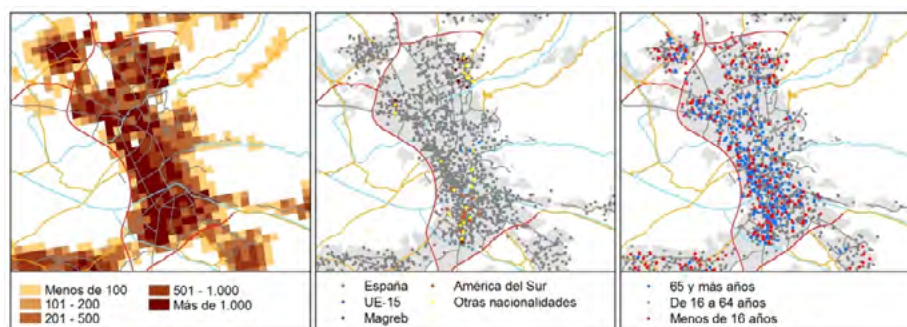 Menos de 100
101 - 200
201 - 500
501 - 1.000
Más de 1.000
España
UE-15
Magreb
América del Sur
Otras nacionalidades
65 y más años
De 16 a 64 años
Menos de 16 años